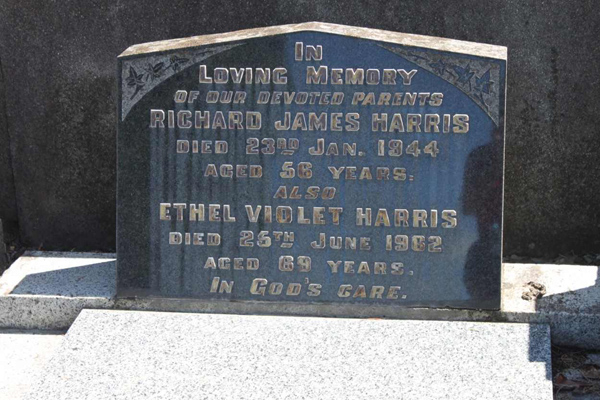 IN
LOVING MEMORY
OF OUR DEVOTED PARENTS
RICHARD JAMES HARRIS
DIED 23RD JAN. 1944
AGED 56 YEARS.
ALSO
ETHEL VIOLET HARRIS
DIED 25TH JUNE 1962
AGED 69 YEARS.
IN GOD'S CARE.